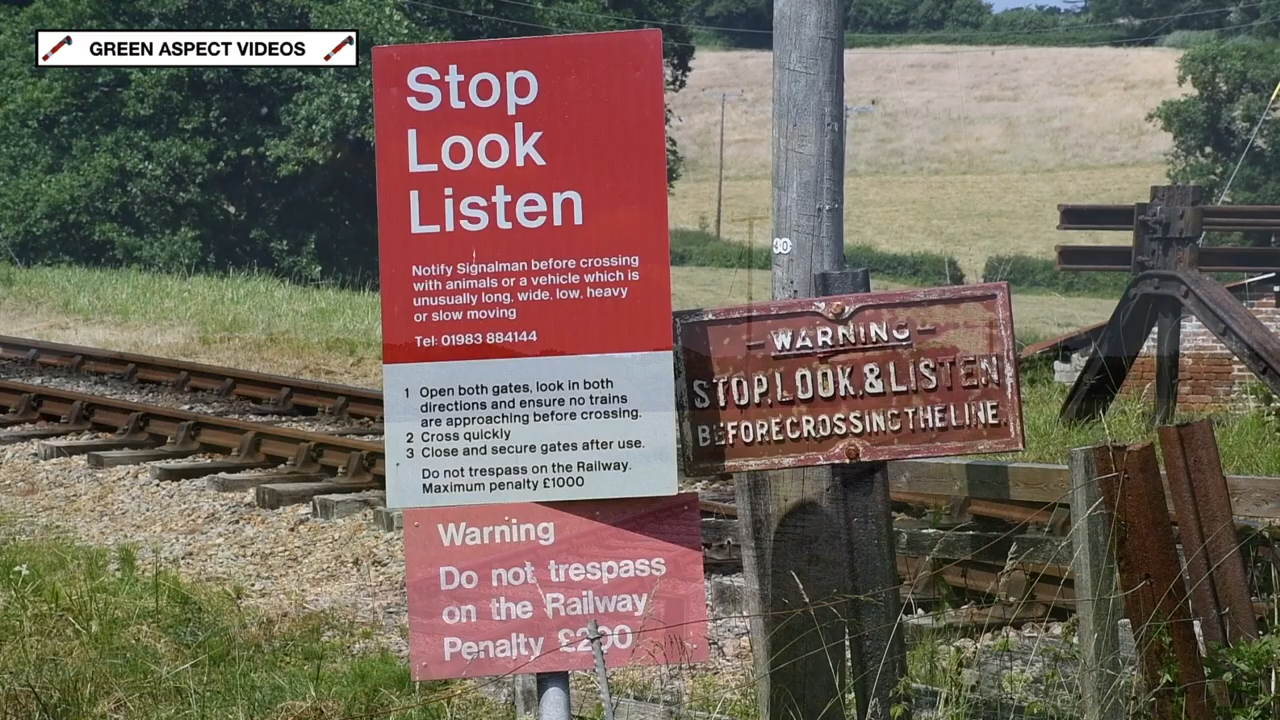 GREEN ASPECT VIDEOS
Stop
Look
Listen
Notify Signalman before crossing
with animals or a vehicle which is
unusually long, wide, low, heavy
or slow moving
Tel: 01983 884144
1 Open both gates, look in both
directions and ensure no trains
are approaching before crossing.
2 Cross quickly
3 Close and secure gates after use.
Do not trespass on the Railway.
Maximum penalty £1000
Warning
Do not trespass
on the Railway
Penalty £200
30
- WARNING -
STOP, LOOK, & LISTEN
BEFORE CROSSING THE LINE.